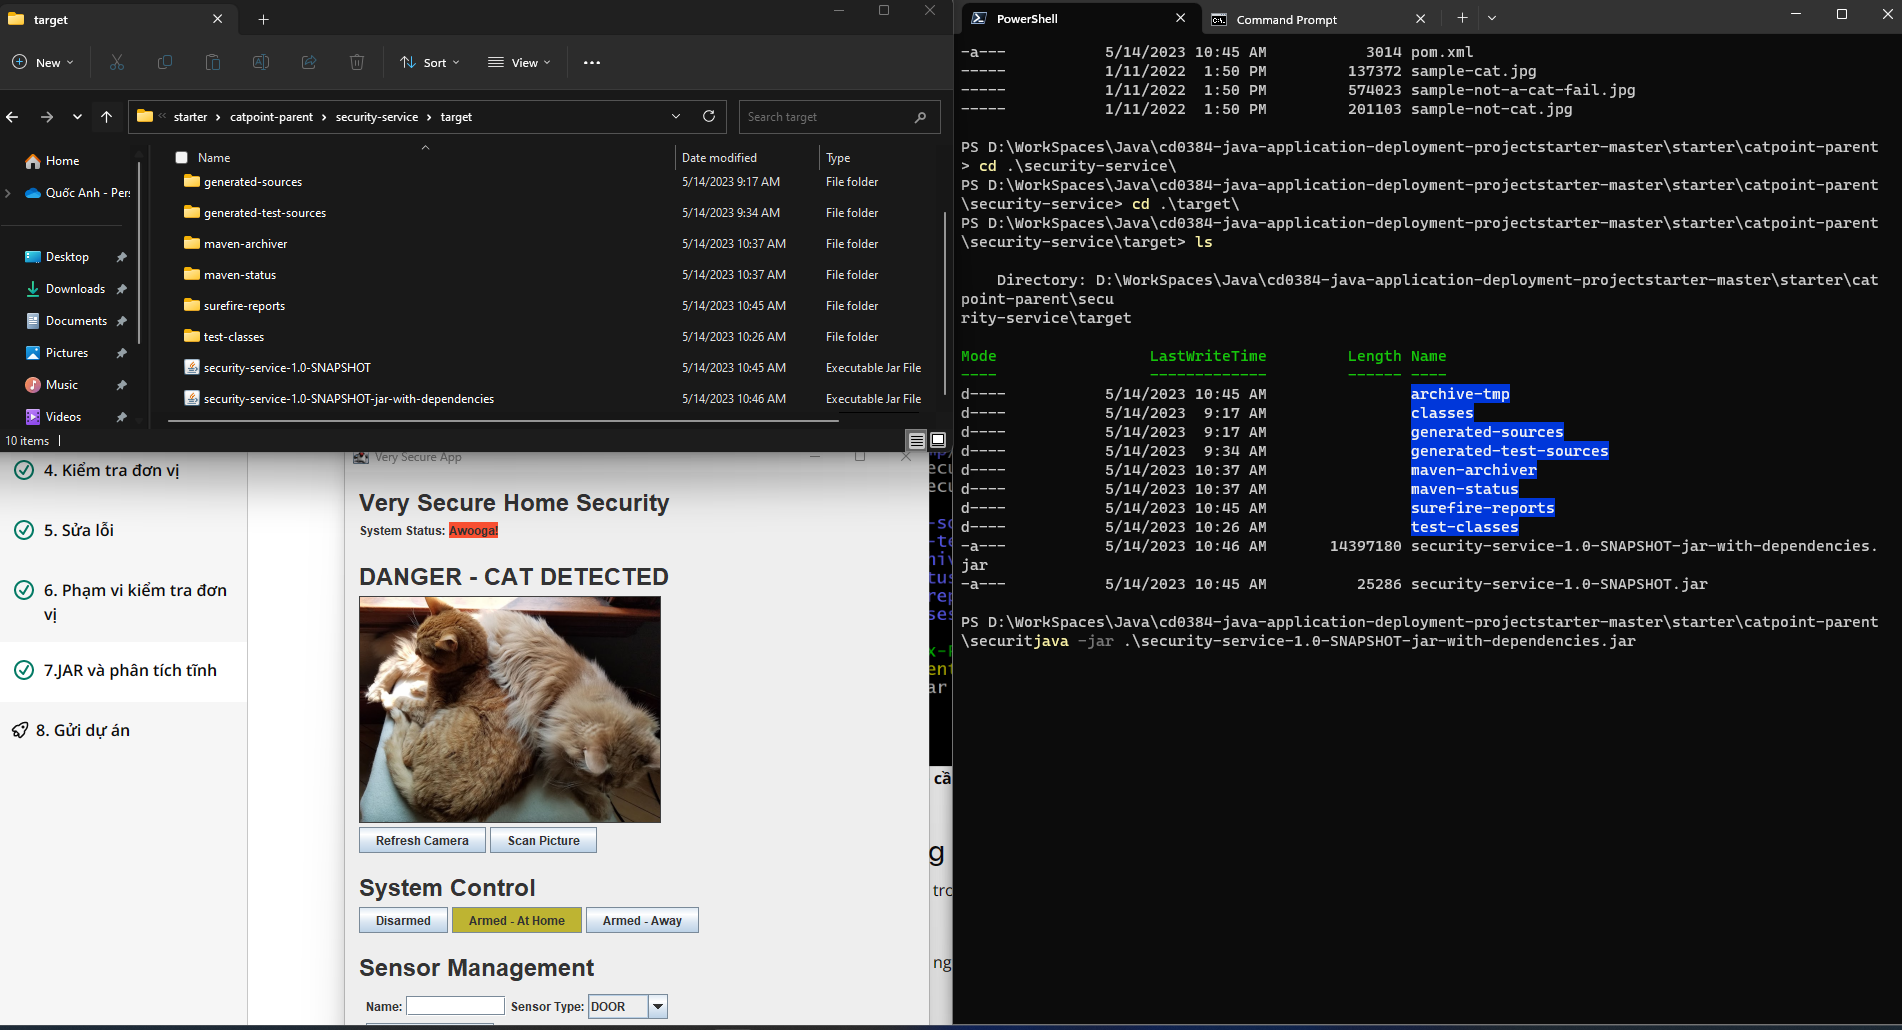 target
New
Sort
View
starter > catpoint-parent > security-service > target
Search target
Home
Quốc Anh - Pers
Desktop
Downloads
Documents
Pictures
Music
Videos
Name Date modified Type
generated-sources 5/14/2023 9:17 AM File folder
generated-test-sources 5/14/2023 9:34 AM File folder
maven-archiver 5/14/2023 10:37 AM File folder
maven-status 5/14/2023 10:37 AM File folder
surefire-reports 5/14/2023 10:45 AM File folder
test-classes 5/14/2023 10:26 AM File folder
security-service-1.0-SNAPSHOT 5/14/2023 10:45 AM Executable Jar File
security-service-1.0-SNAPSHOT-jar-with-dependencies 5/14/2023 10:46 AM Executable Jar File
10 items
4. Kiểm tra đơn vị
5. Sửa lỗi
6. Phạm vi kiểm tra đơn
vị
7.JAR và phân tích tĩnh
8. Gửi dự án
Very Secure App
Very Secure Home Security
System Status: Awooga!
DANGER - CAT DETECTED
Refresh Camera Scan Picture
System Control
Disarmed Armed - At Home Armed - Away
Sensor Management
Name: Sensor Type: DOOR
PowerShell
Command Prompt
-a--- 5/14/2023 10:45 AM 3014 pom.xml
----- 1/11/2022 1:50 PM 137372 sample-cat.jpg
----- 1/11/2022 1:50 PM 574023 sample-not-a-cat-fail.jpg
----- 1/11/2022 1:50 PM 201103 sample-not-cat.jpg
PS D:\WorkSpaces\Java\cd0384-java-application-deployment-projectstarter-master\starter\catpoint-parent
> cd .\security-service\
PS D:\WorkSpaces\Java\cd0384-java-application-deployment-projectstarter-master\starter\catpoint-parent
\security-service> cd .\target\
PS D:\WorkSpaces\Java\cd0384-java-application-deployment-projectstarter-master\starter\catpoint-parent
\security-service\target> ls
Directory: D:\WorkSpaces\Java\cd0384-java-application-deployment-projectstarter-master\starter\cat
point-parent\secu
rity-service\target
Mode LastWriteTime Length Name
---- ------------- ------ ----
d---- 5/14/2023 10:45 AM archive-tmp
d---- 5/14/2023 9:17 AM classes
d---- 5/14/2023 9:17 AM generated-sources
d---- 5/14/2023 9:34 AM generated-test-sources
d---- 5/14/2023 10:37 AM maven-archiver
d---- 5/14/2023 10:37 AM maven-status
d---- 5/14/2023 10:45 AM surefire-reports
d---- 5/14/2023 10:26 AM test-classes
-a--- 5/14/2023 10:46 AM 14397180 security-service-1.0-SNAPSHOT-jar-with-dependencies.
jar
-a--- 5/14/2023 10:45 AM 25286 security-service-1.0-SNAPSHOT.jar
PS D:\WorkSpaces\Java\cd0384-java-application-deployment-projectstarter-master\starter\catpoint-parent
\securitjava -jar .\security-service-1.0-SNAPSHOT-jar-with-dependencies.jar